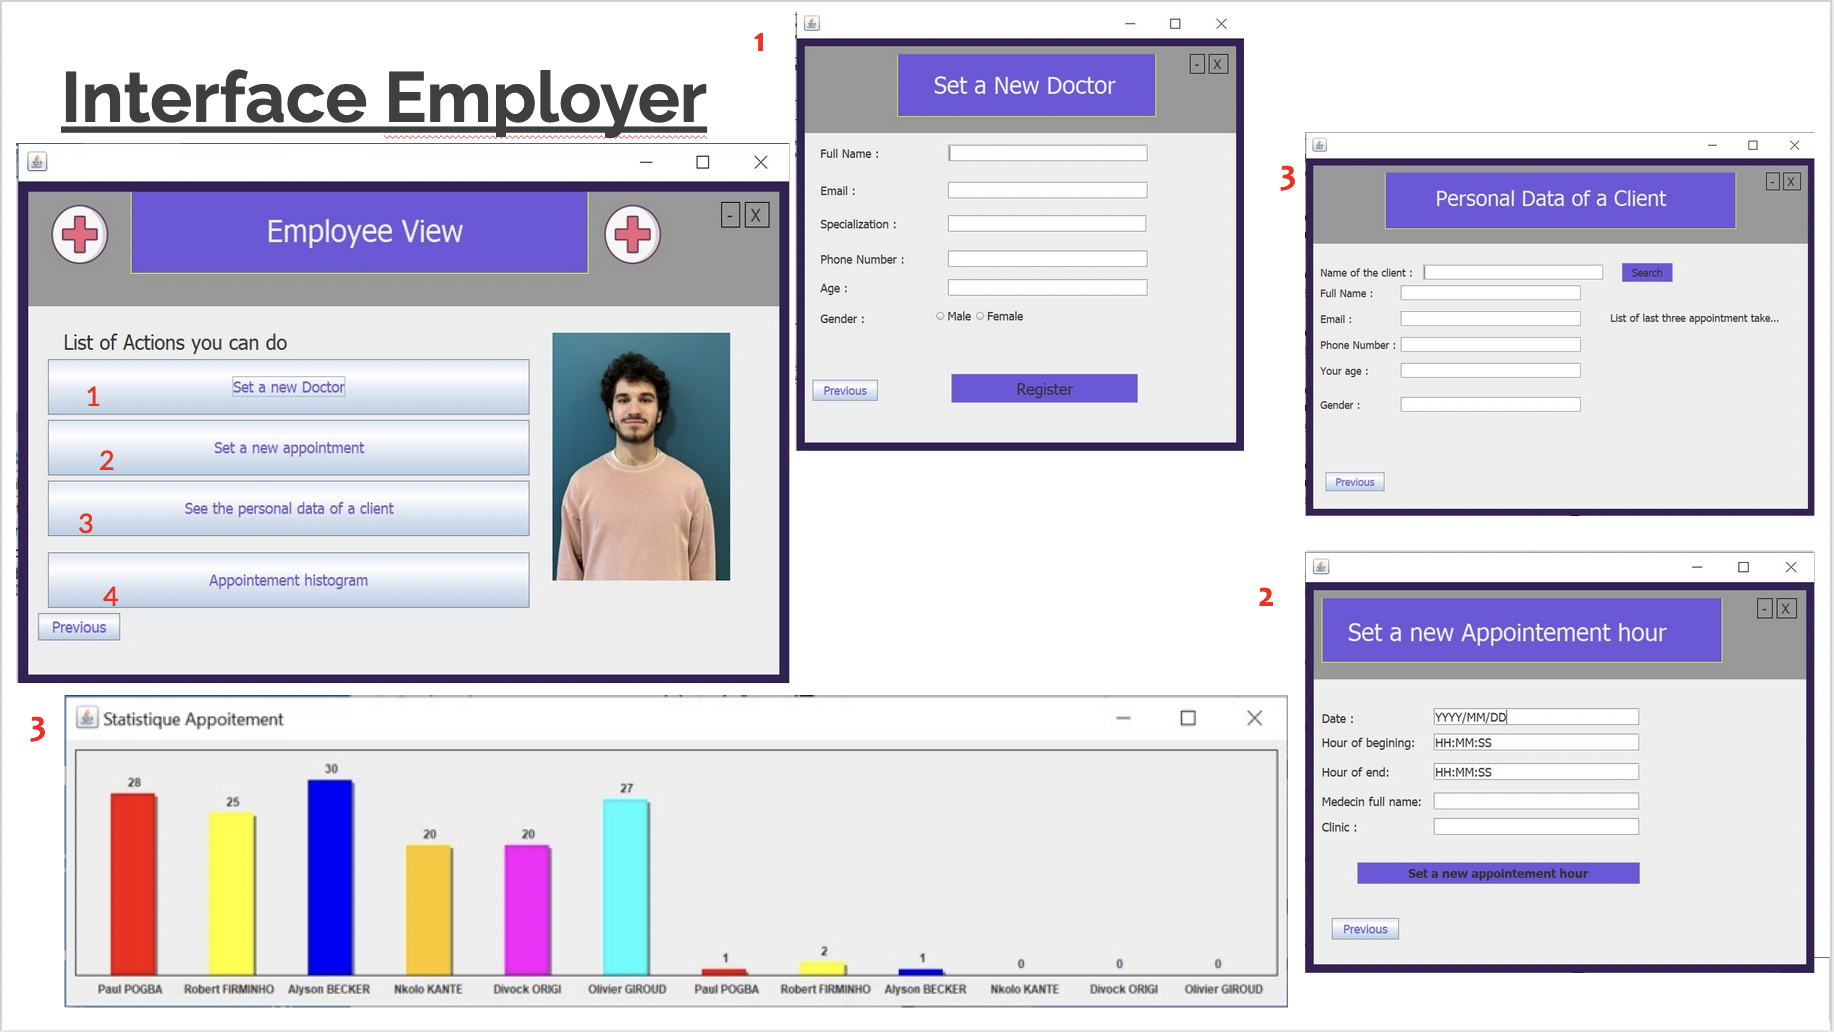 Interface Employer
Employee View
- X
List of Actions you can do
1
Set a new Doctor
2
Set a new appointment
3
See the personal data of a client
4
Appointement histogram
Previous
1
- X
Set a New Doctor
Full Name :
Email :
Specialization :
Phone Number :
Age :
Gender :
Male
Female
Previous
Register
3
- X
Personal Data of a Client
Name of the client :
Search
Full Name :
Email :
List of last three appointment take...
Phone Number :
Your age :
Gender :
Previous
2
- X
Set a new Appointement hour
Date :
YYYY/MM/DD
Hour of begining:
HH:MM:SS
Hour of end:
HH:MM:SS
Medecin full name:
Clinic :
Set a new appointement hour
Previous
3
Statistique Appoitement
28 25 30 20 20 27 1 2 1 0 0 0
Paul POGBA Robert FIRMINHO Alyson BECKER Nkolo KANTE Divock ORIGI Olivier GIROUD Paul POGBA Robert FIRMINHO Alyson BECKER Nkolo KANTE Divock ORIGI Olivier GIROUD